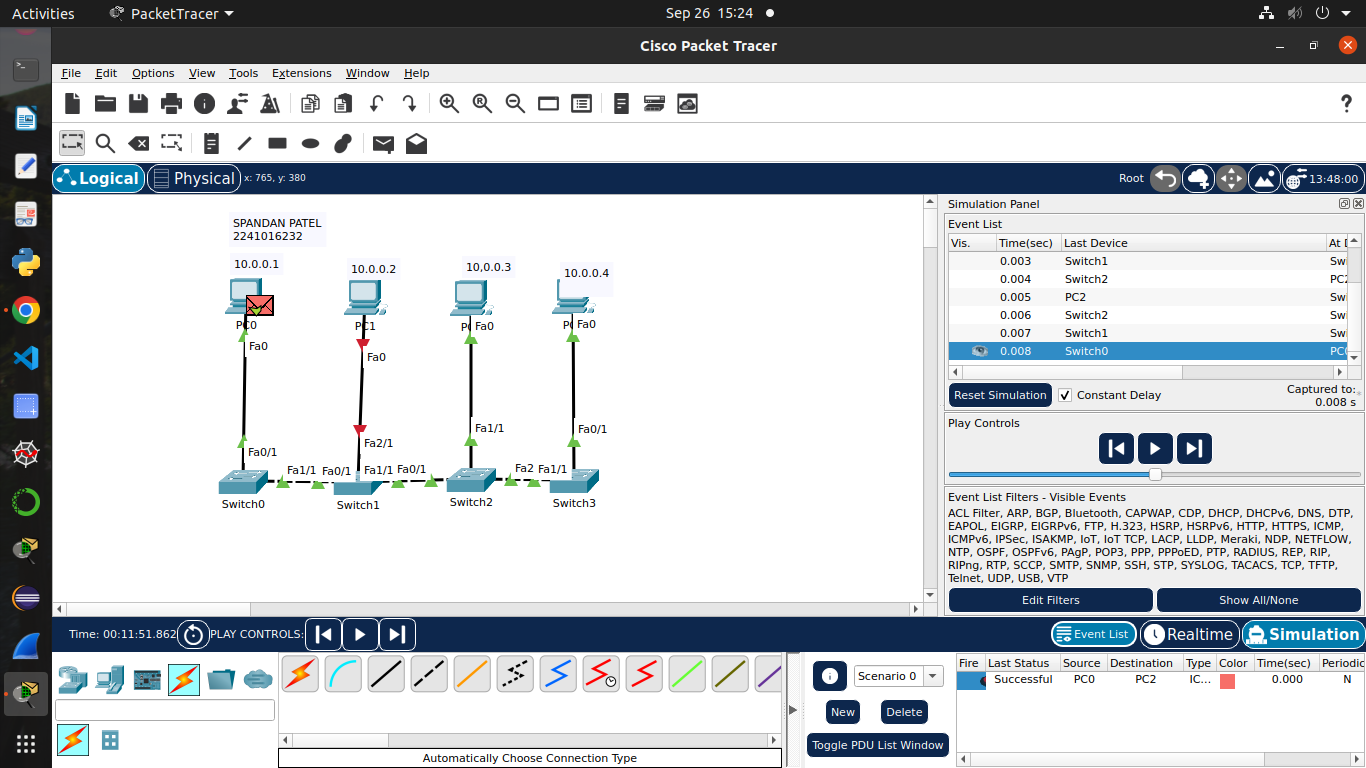 Activities PacketTracer Sep 26 15:24
Cisco Packet Tracer
File Edit Options View Tools Extensions Window Help
?
Logical Physical x: 765, y: 380 Root 13:48:00
SPANDAN PATEL
2241016232
10.0.0.1 10.0.0.2 10,0.0.3 10.0.0.4
PC0 PC1 Fa0 Fa0
Fa0 Fa0
Fa0/1 Fa2/1 Fa1/1 Fa0/1
Fa1/1 Fa0/1 Fa1/1 Fa0/1 Fa2 Fa1/1
Switch0 Switch1 Switch2 Switch3
Simulation Panel
Event List
Vis. Time(sec) Last Device At D
0.003 Switch1 Swi
0.004 Switch2 PC2
0.005 PC2 Swi
0.006 Switch2 Swi
0.007 Switch1 Swi
0.008 Switch0 PC0
Reset Simulation Constant Delay Captured to:
0.008 s
Play Controls
Event List Filters - Visible Events
ACL Filter, ARP, BGP, Bluetooth, CAPWAP, CDP, DHCP, DHCPv6, DNS, DTP,
EAPOL, EIGRP, EIGRPv6, FTP, H.323, HSRP, HSRPv6, HTTP, HTTPS, ICMP,
ICMPv6, IPSec, ISAKMP, IoT, IoT TCP, LACP, LLDP, Meraki, NDP, NETFLOW,
NTP, OSPF, OSPFv6, PAgP, POP3, PPP, PPPoED, PTP, RADIUS, REP, RIP,
RIPng, RTP, SCCP, SMTP, SNMP, SSH, STP, SYSLOG, TACACS, TCP, TFTP,
Telnet, UDP, USB, VTP
Edit Filters Show All/None
Time: 00:11:51.862 PLAY CONTROLS: Event List Realtime Simulation
Automatically Choose Connection Type
Scenario 0
New Delete
Toggle PDU List Window
Fire Last Status Source Destination Type Color Time(sec) Periodic
Successful PC0 PC2 IC... 0.000 N